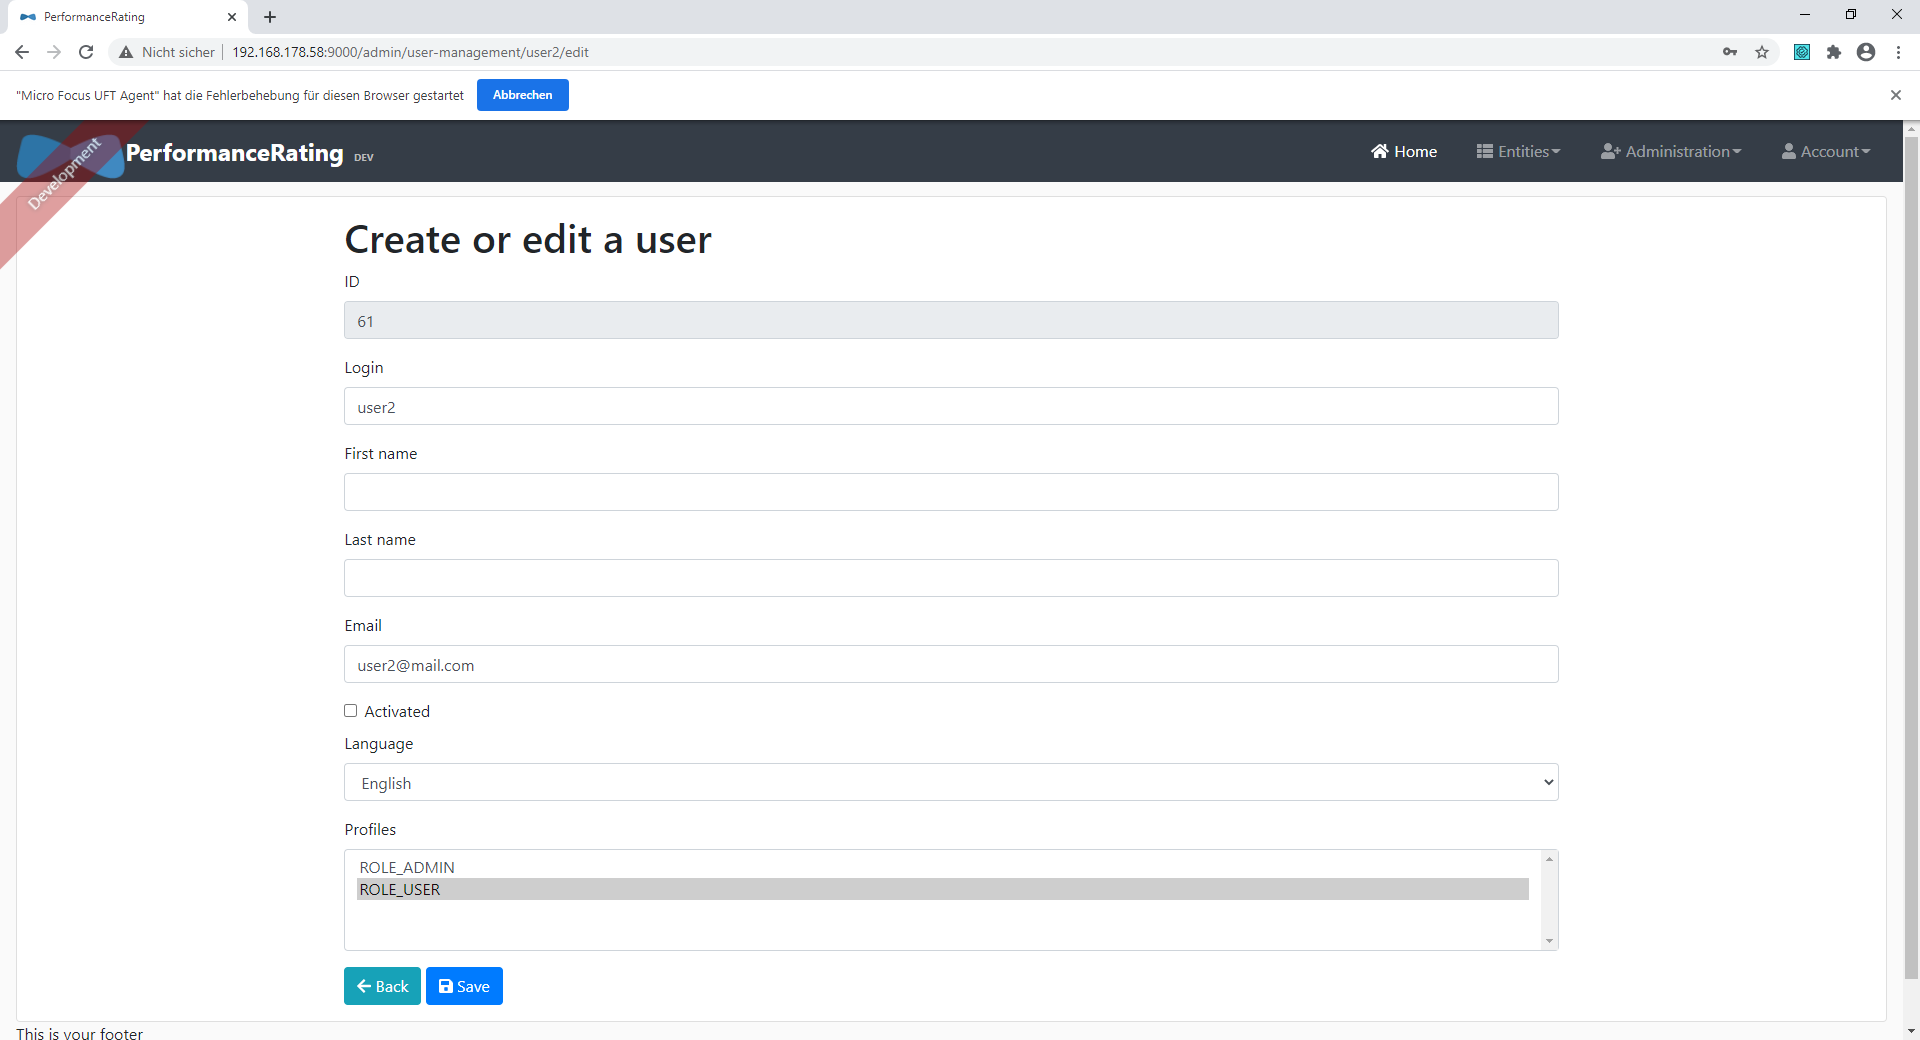 PerformanceRating
Nicht sicher
192.168.178.58:9000/admin/user-management/user2/edit
"Micro Focus UFT Agent" hat die Fehlerbehebung für diesen Browser gestartet
Abbrechen
Development
PerformanceRating DEV
Home
Entities
Administration
Account
Create or edit a user
ID
61
Login
user2
First name
Last name
Email
user2@mail.com
Activated
Language
English
Profiles
ROLE_ADMIN
ROLE_USER
Back
Save
This is your footer